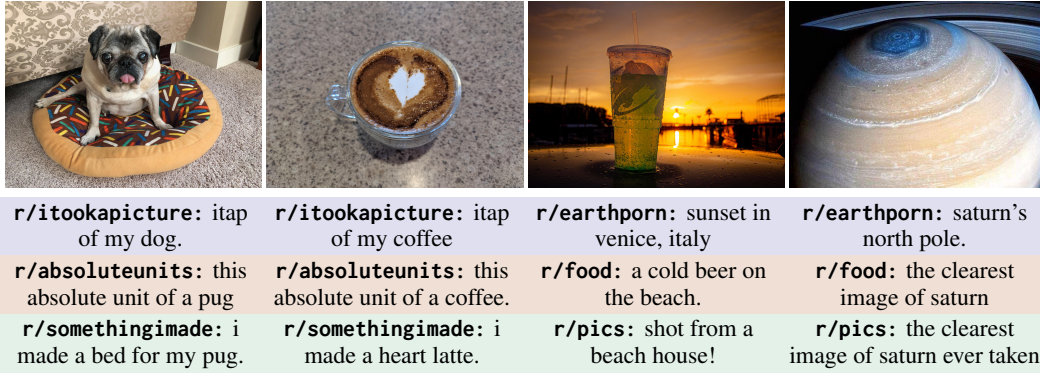 r/itookapicture: itap
of my dog.
r/itookapicture: itap
of my coffee
r/earthporn: sunset in
venice, italy
r/earthporn: saturn's
north pole.
r/absoluteunits: this
absolute unit of a pug
r/absoluteunits: this
absolute unit of a coffee.
r/food: a cold beer on
the beach.
r/food: the clearest
image of saturn
r/somethingimade: i
made a bed for my pug.
r/somethingimade: i
made a heart latte.
r/pics: shot from a
beach house!
r/pics: the clearest
image of saturn ever taken